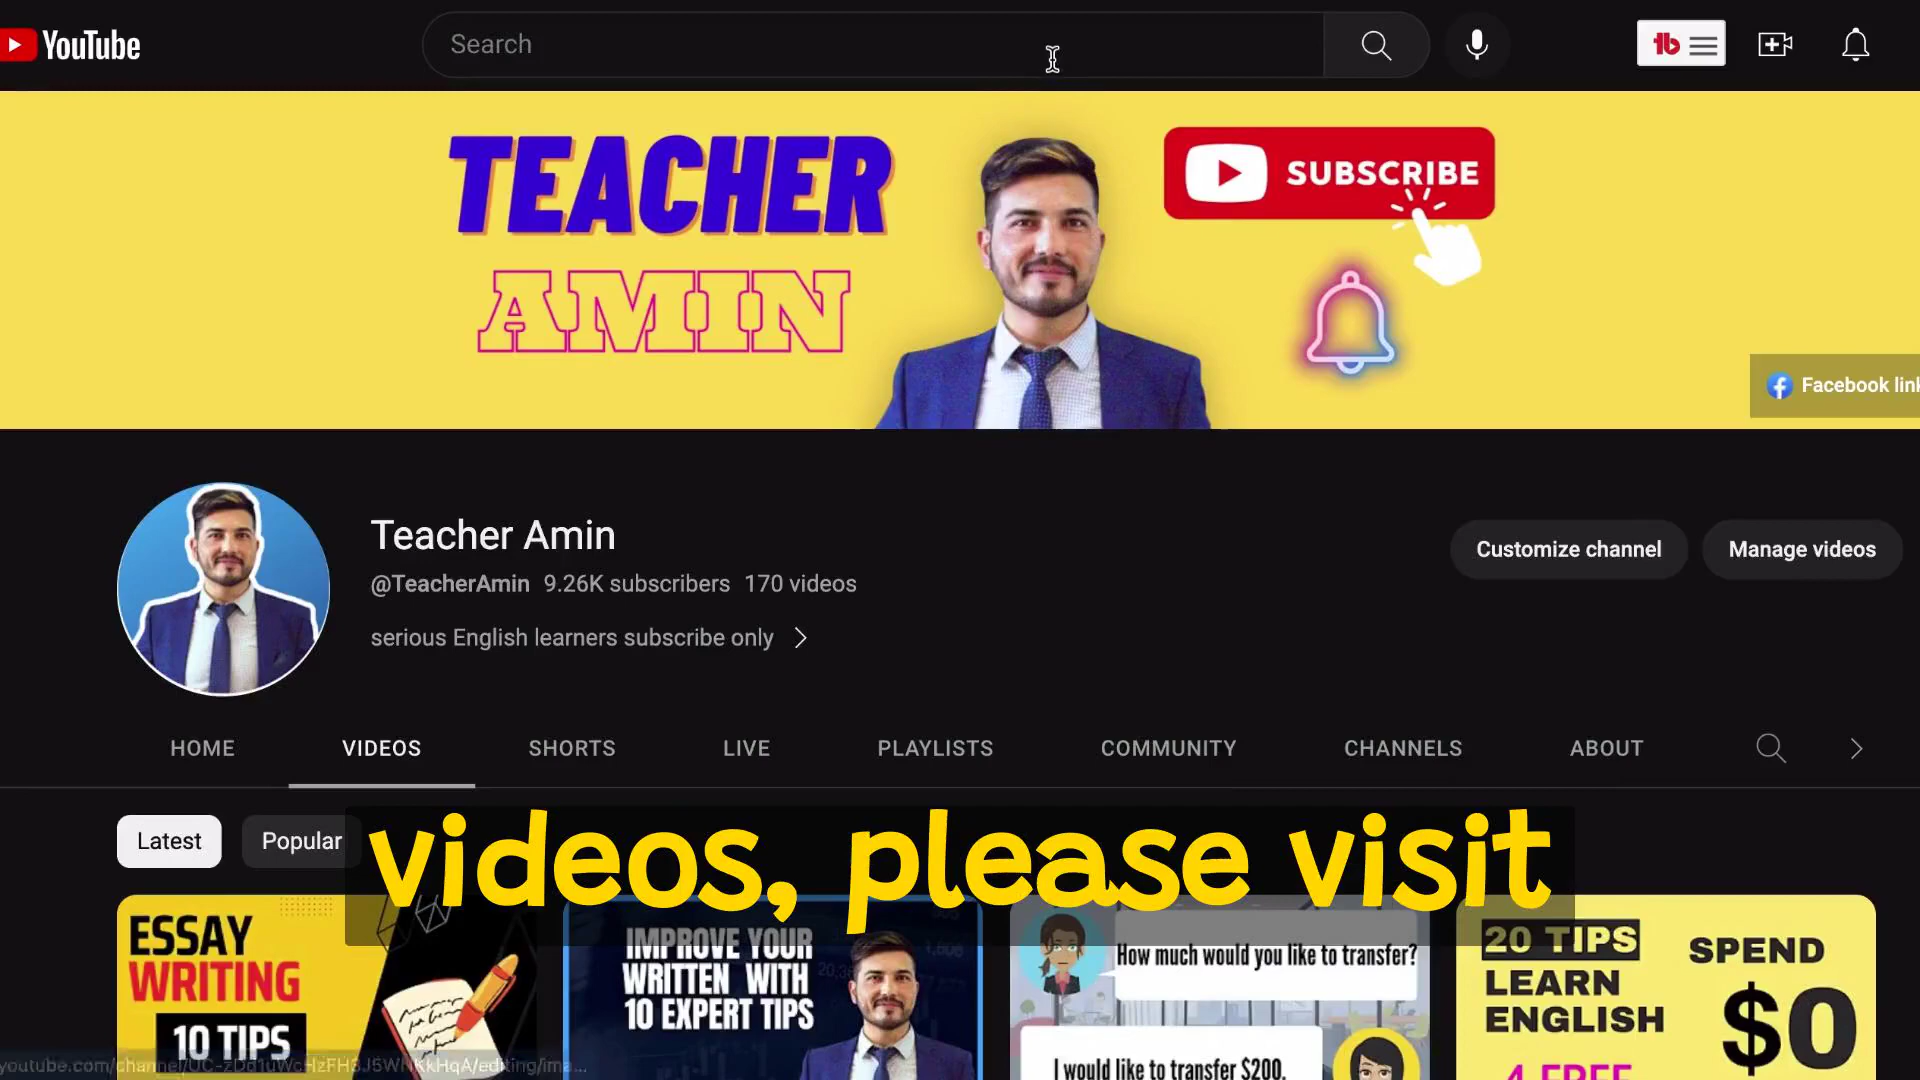 YouTube
Search
TEACHER
AMIN
SUBSCRIBE
Facebook link
Teacher Amin
@TeacherAmin 9.26K subscribers 170 videos
serious English learners subscribe only
Customize channel
Manage videos
HOME
VIDEOS
SHORTS
LIVE
PLAYLISTS
COMMUNITY
CHANNELS
ABOUT
Latest
Popular
videos, please visit
ESSAY
WRITING
10 TIPS
IMPROVE YOUR
WRITTEN WITH
10 EXPERT TIPS
How much would you like to transfer?
I would like to transfer $200.
20 TIPS
LEARN
ENGLISH
4 FREE
SPEND
$0